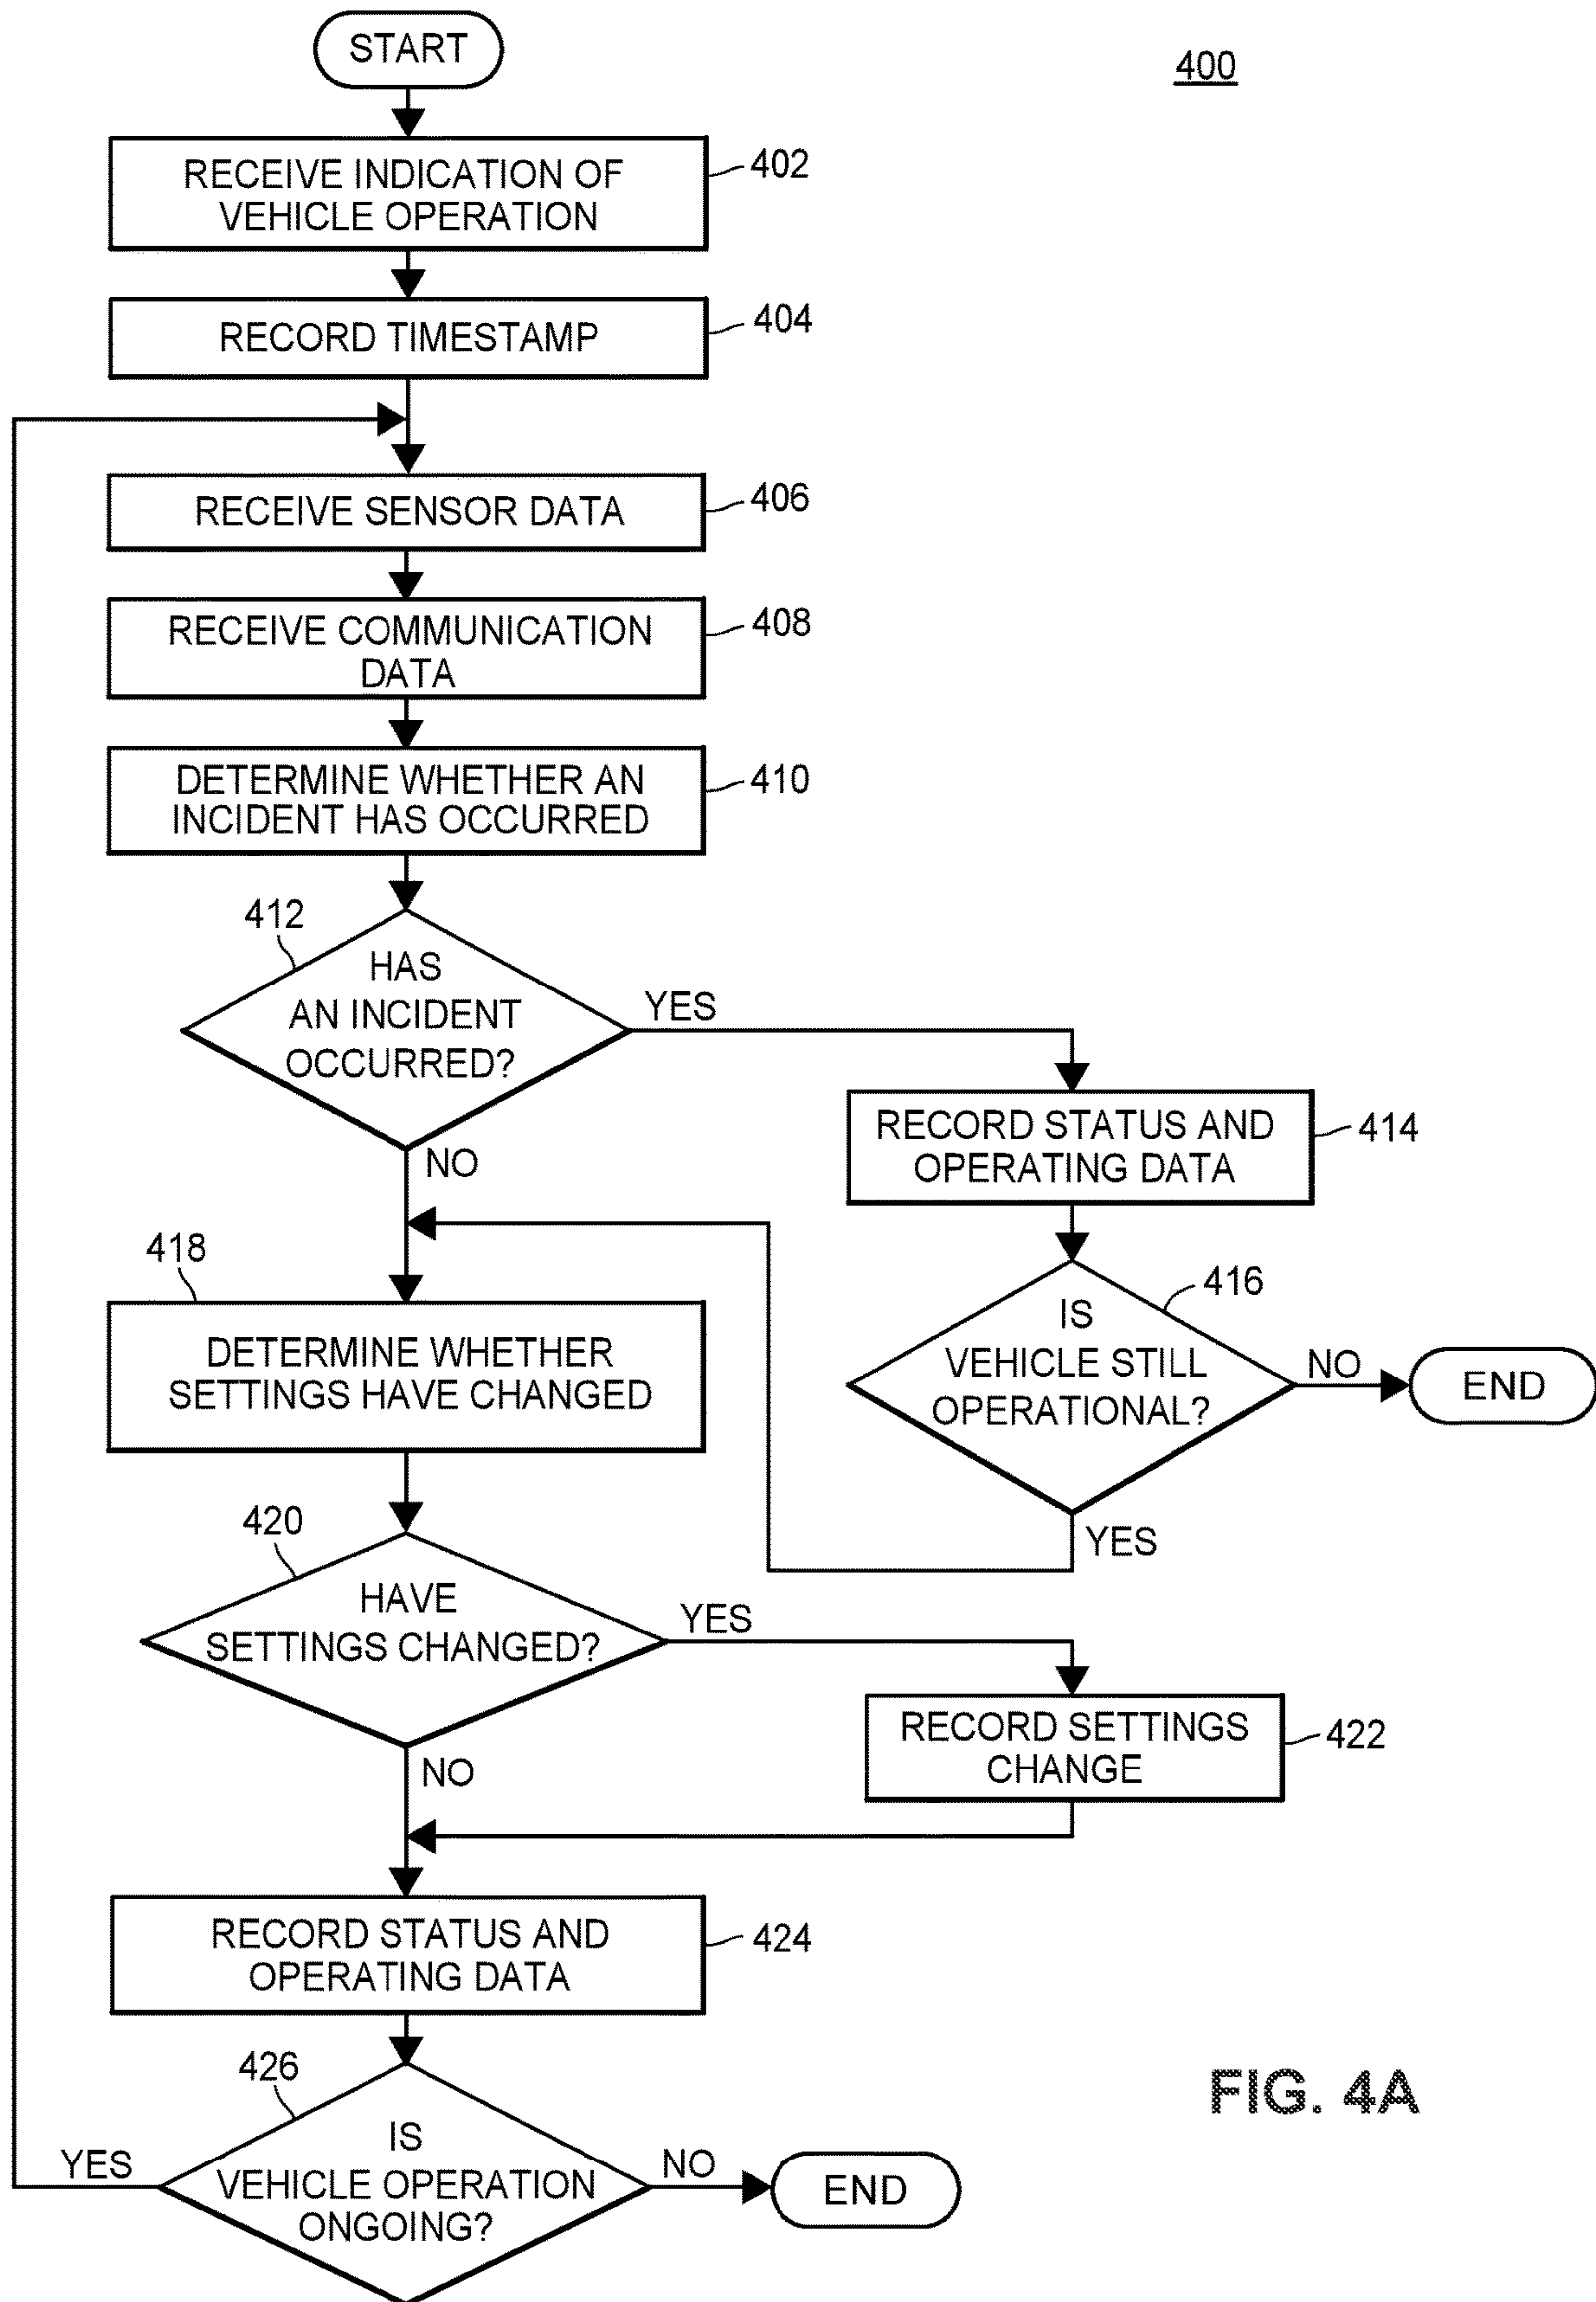 START
400
RECEIVE INDICATION OF
VEHICLE OPERATION
402
RECORD TIMESTAMP
404
RECEIVE SENSOR DATA
406
RECEIVE COMMUNICATION
DATA
408
DETERMINE WHETHER AN
INCIDENT HAS OCCURRED
410
412
HAS
AN INCIDENT
OCCURRED?
YES
NO
RECORD STATUS AND
OPERATING DATA
414
416
IS
VEHICLE STILL
OPERATIONAL?
NO
END
YES
418
DETERMINE WHETHER
SETTINGS HAVE CHANGED
420
HAVE
SETTINGS CHANGED?
YES
NO
RECORD SETTINGS
CHANGE
422
RECORD STATUS AND
OPERATING DATA
424
426
IS
VEHICLE OPERATION
ONGOING?
YES
NO
END
FIG. 4A